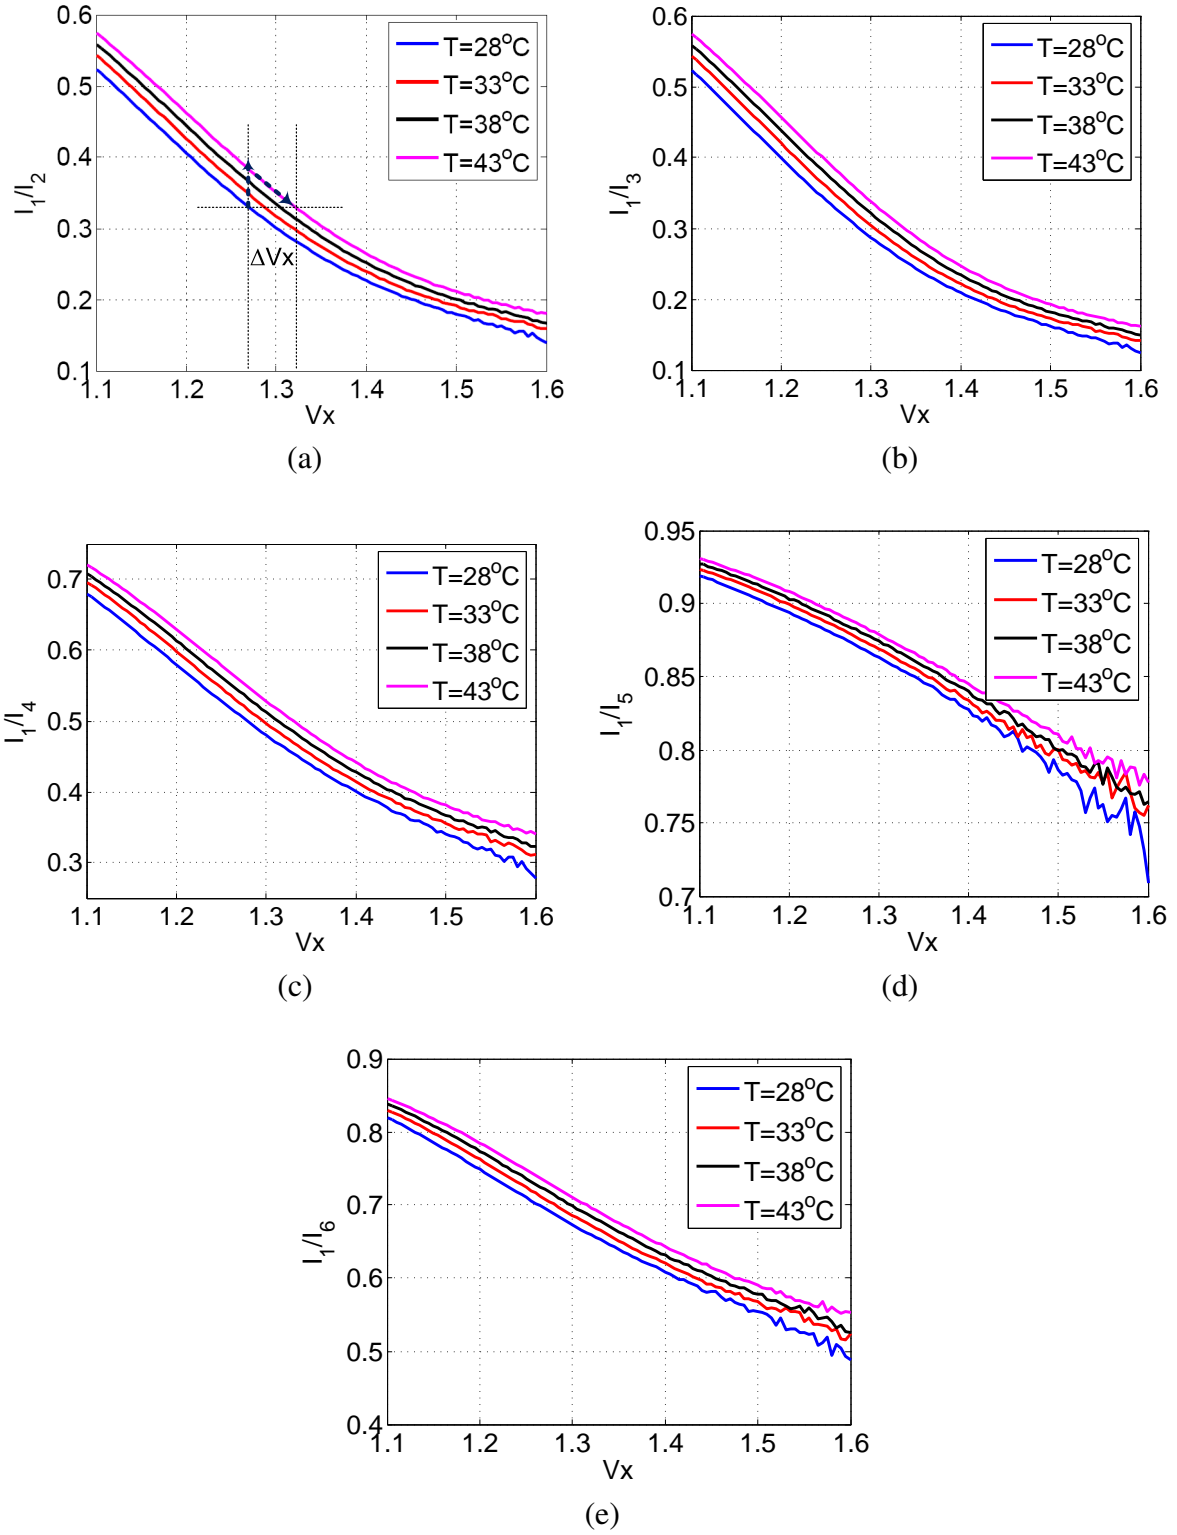 0.6
0.5
0.4
0.3
0.2
0.1
I1/I2
T=28°C
T=33°C
T=38°C
T=43°C
ΔVx
1.1 1.2 1.3 1.4 1.5 1.6
Vx
(a)
0.6
0.5
0.4
0.3
0.2
0.1
I1/I3
T=28°C
T=33°C
T=38°C
T=43°C
1.1 1.2 1.3 1.4 1.5 1.6
Vx
(b)
0.7
0.6
0.5
0.4
0.3
I1/I4
T=28°C
T=33°C
T=38°C
T=43°C
1.1 1.2 1.3 1.4 1.5 1.6
Vx
(c)
0.95
0.9
0.85
0.8
0.75
0.7
I1/I5
T=28°C
T=33°C
T=38°C
T=43°C
1.1 1.2 1.3 1.4 1.5 1.6
Vx
(d)
0.9
0.8
0.7
0.6
0.5
0.4
I1/I6
T=28°C
T=33°C
T=38°C
T=43°C
1.1 1.2 1.3 1.4 1.5 1.6
Vx
(e)